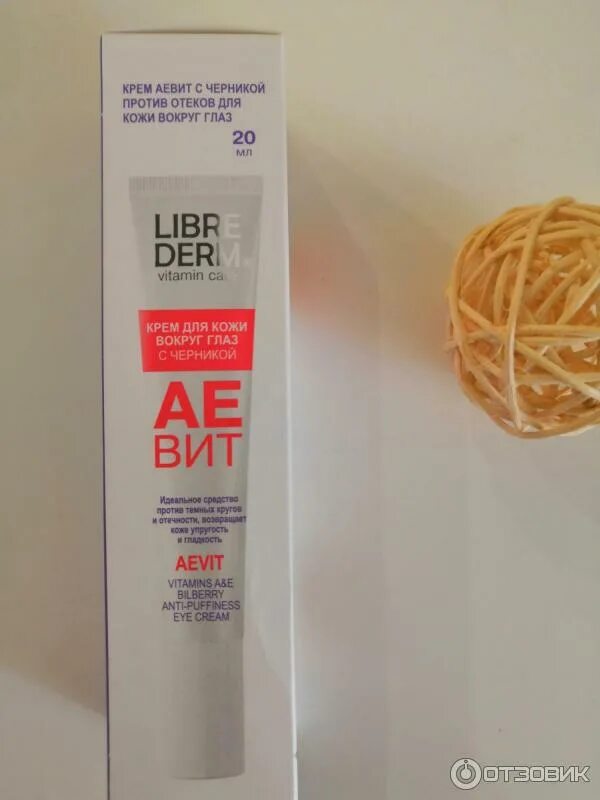 КРЕМ АЕВИТ С ЧЕРНИКОЙ
ПРОТИВ ОТЕКОВ ДЛЯ
КОЖИ ВОКРУГ ГЛАЗ
20
МЛ
LIBRE
DERM
vitamin care
КРЕМ ДЛЯ КОЖИ
ВОКРУГ ГЛАЗ
С ЧЕРНИКОЙ
АЕ
ВИТ
Идеальное средство
против темных кругов
и отечности, возвращает
коже упругость
и гладкость
AEVIT
VITAMINS A&E
BILBERRY
ANTI-PUFFINESS
EYE CREAM
ОТЗОВИК